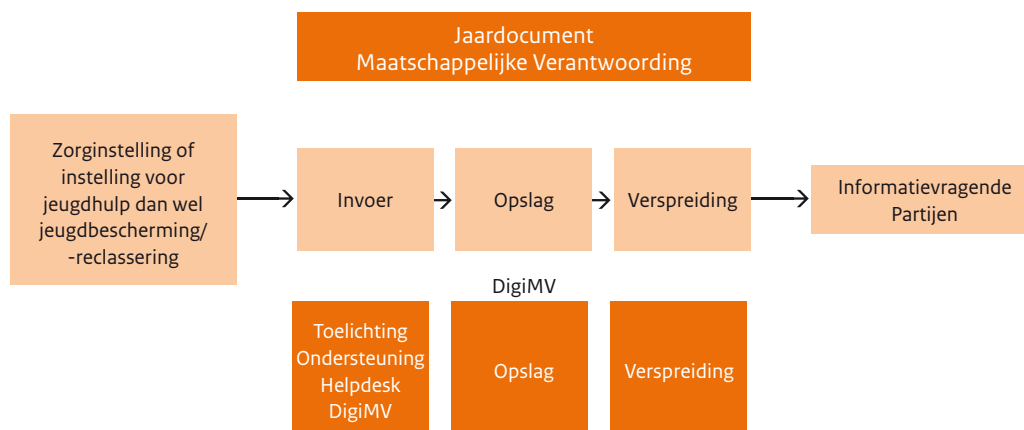 Jaardocument
Maatschappelijke Verantwoording
Zorginstelling of
instelling voor
jeugdhulp dan wel
jeugdbescherming/
-reclassering
Invoer
Opslag
Verspreiding
Informatievragende
Partijen
DigiMV
Toelichting
Ondersteuning
Helpdesk
DigiMV
Opslag
Verspreiding